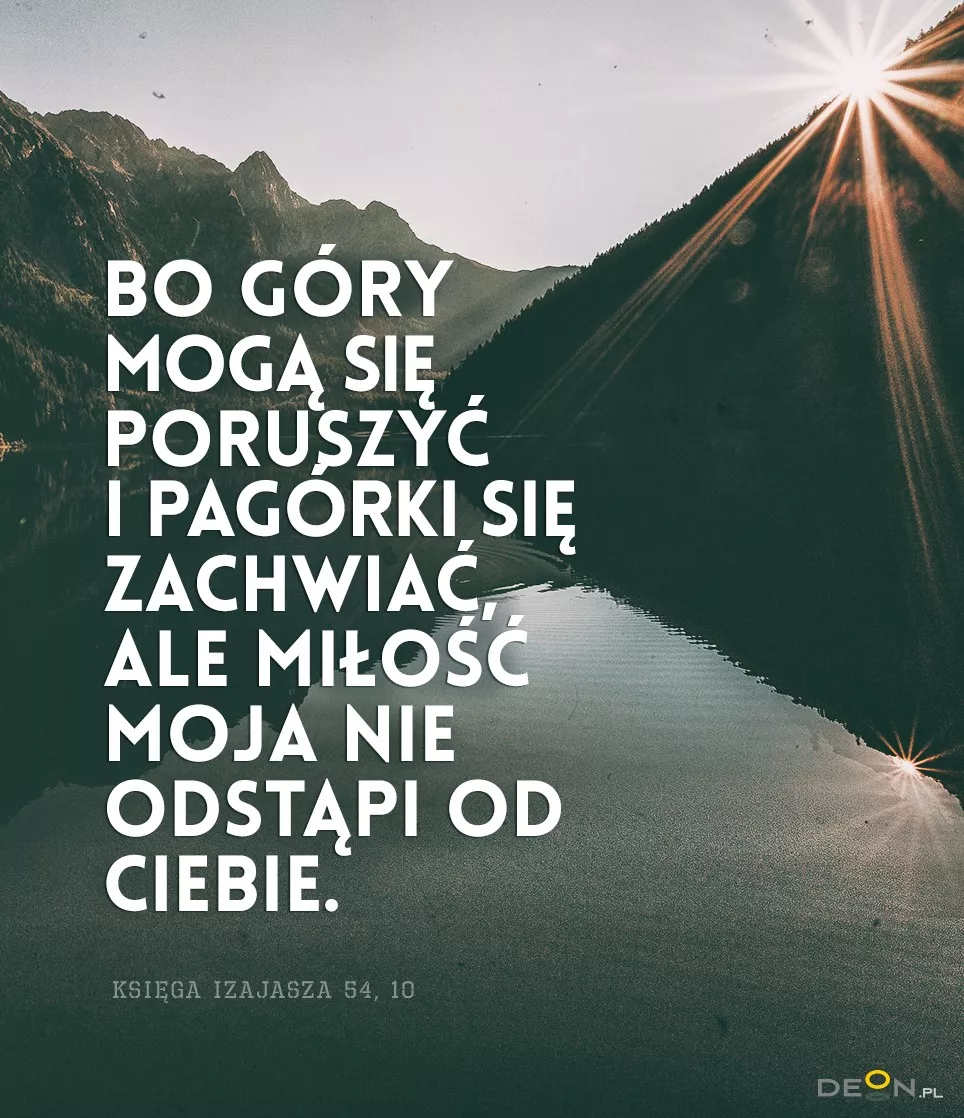 BO GÓRY
MOGĄ SIĘ
PORUSZYĆ
I PAGÓRKI SIĘ
ZACHWIAĆ,
ALE MIŁOŚĆ
MOJA NIE
ODSTĄPI OD
CIEBIE.
KSIĘGA IZAJASZA 54, 10
DEON.PL